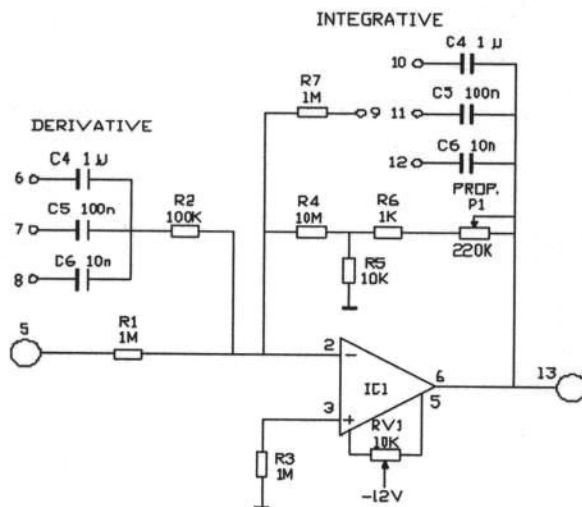 INTEGRATIVE
C4 1 µ
10
R7
1M
9
11
C5 100n
DERIVATIVE
C6 10n
12
C4 1 µ
6
PROP.
P1
R2
100K
R4
10M
R6
1K
C5 100n
7
220K
R5
10K
C6 10n
8
5
R1
1M
2
-
6
13
IC1
5
3
+
RV1
10K
R3
1M
-12V